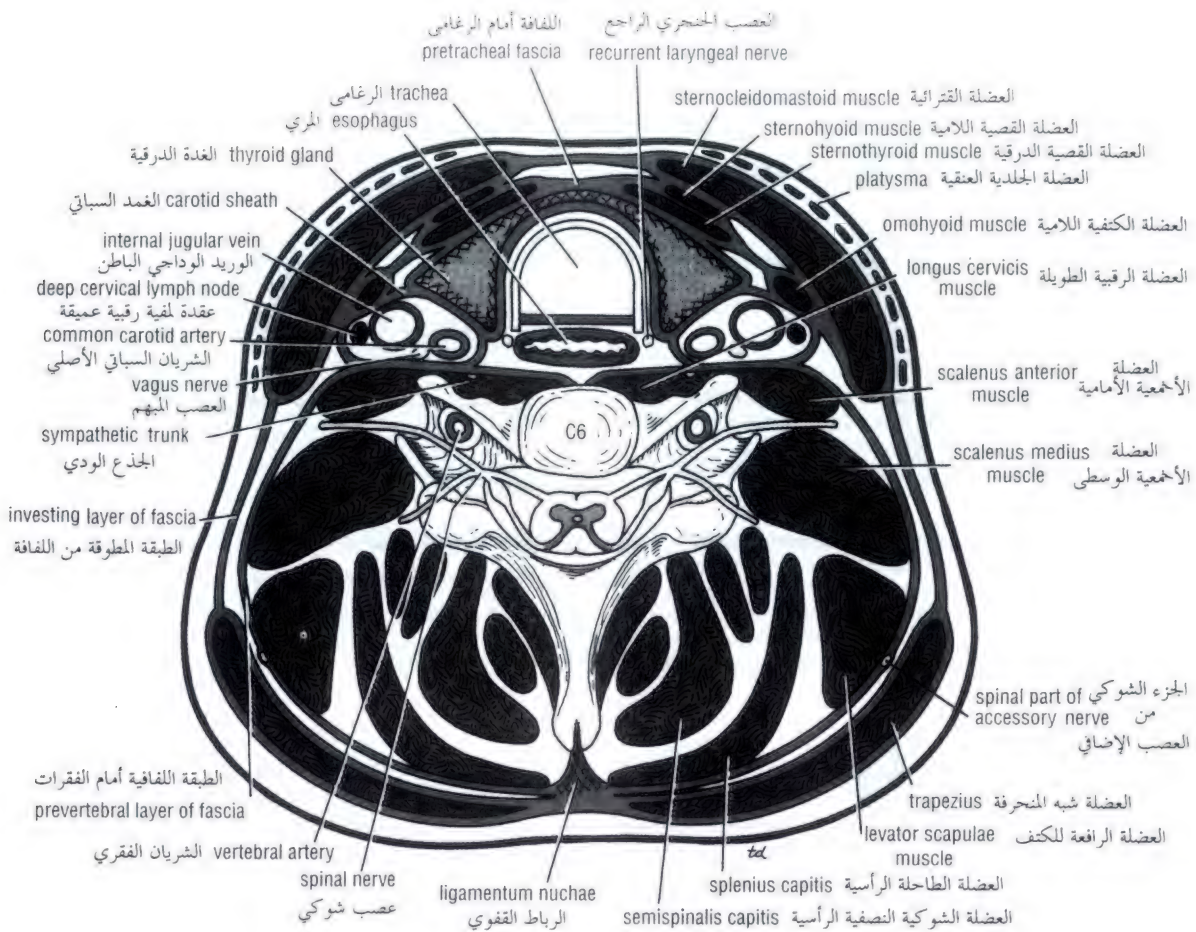 اللفافة أمام الرغامى
pretracheal fascia
العصب الحنجري الراجع
recurrent laryngeal nerve
trachea الرغامى
esophagus المري
thyroid gland الغدة الدرقية
carotid sheath الغمد السباتي
internal jugular vein
الوريد الوداجي الباطن
deep cervical lymph node
عقدة لمفية رقبية عميقة
common carotid artery
الشريان السباتي الأصلي
vagus nerve
العصب المبهم
sympathetic trunk
الجذع الودي
investing layer of fascia
الطبقة المطوقة من اللفافة
الطبقة اللفافية أمام الفقرات
prevertebral layer of fascia
vertebral artery الشريان الفقري
spinal nerve
عصب شوكي
ligamentum nuchae
الرباط القفوي
C6
sternocleidomastoid muscle العضلة القترائية
sternohyoid muscle العضلة القصية اللامية
sternothyroid muscle العضلة القصية الدرقية
platysma العضلة الجلدية العنقية
omohyoid muscle العضلة الكتفية اللامية
longus cervicis العضلة الرقبية الطويلة
muscle
scalenus anterior العضلة
muscle الأخمعية الأمامية
scalenus medius العضلة
muscle الأخمعية الوسطى
spinal part of الجزء الشوكي
accessory nerve من
العصب الإضافي
trapezius العضلة شبه المنحرفة
levator scapulae العضلة الرافعة للكتف
muscle
td
splenius capitis العضلة الطاحلة الرأسية
semispinalis capitis العضلة الشوكية النصفية الرأسية